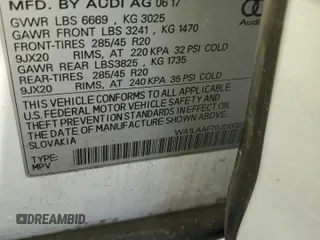 MFD. BY AUDI AG 06 17
GVWR LBS 6669 , KG 3025
GAWR FRONT LBS 3241 , KG 1470
FRONT-TIRES 285/45 R20
9JX20 RIMS, AT 220 KPA 32 PSI COLD
GAWR REAR LBS3825 , KG 1735
REAR-TIRES 285/45 R20
9JX20 RIMS, AT 240 KPA 35 PSI COLD
THIS VEHICLE CONFORMS TO ALL APPLICABLE
U.S. FEDERAL MOTOR VEHICLE SAFETY AND
THEFT PREVENTION STANDARDS IN EFFECT ON THE
DATE OF MANUFACTURE SHOWN ABOVE.
SLOVAKIA
TYPE:
MPV
Audi
DREAMBID.COM